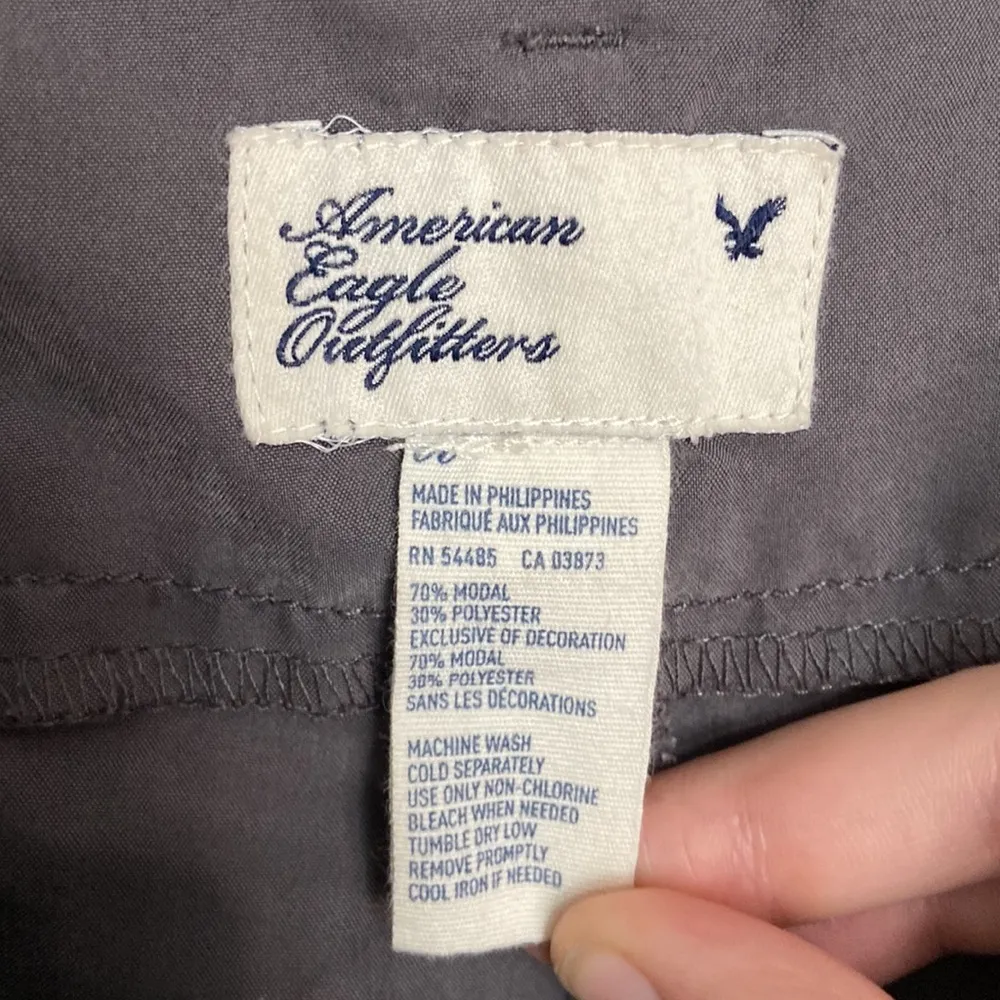 American
Eagle
Outfitters
MADE IN PHILIPPINES
FABRIQUÉ AUX PHILIPPINES
RN 54485 CA 03873
70% MODAL
30% POLYESTER
EXCLUSIVE OF DECORATION
70% MODAL
30% POLYESTER
SANS LES DÉCORATIONS
MACHINE WASH
COLD SEPARATELY
USE ONLY NON-CHLORINE
BLEACH WHEN NEEDED
TUMBLE DRY LOW
REMOVE PROMPTLY
COOL IRON IF NEEDED